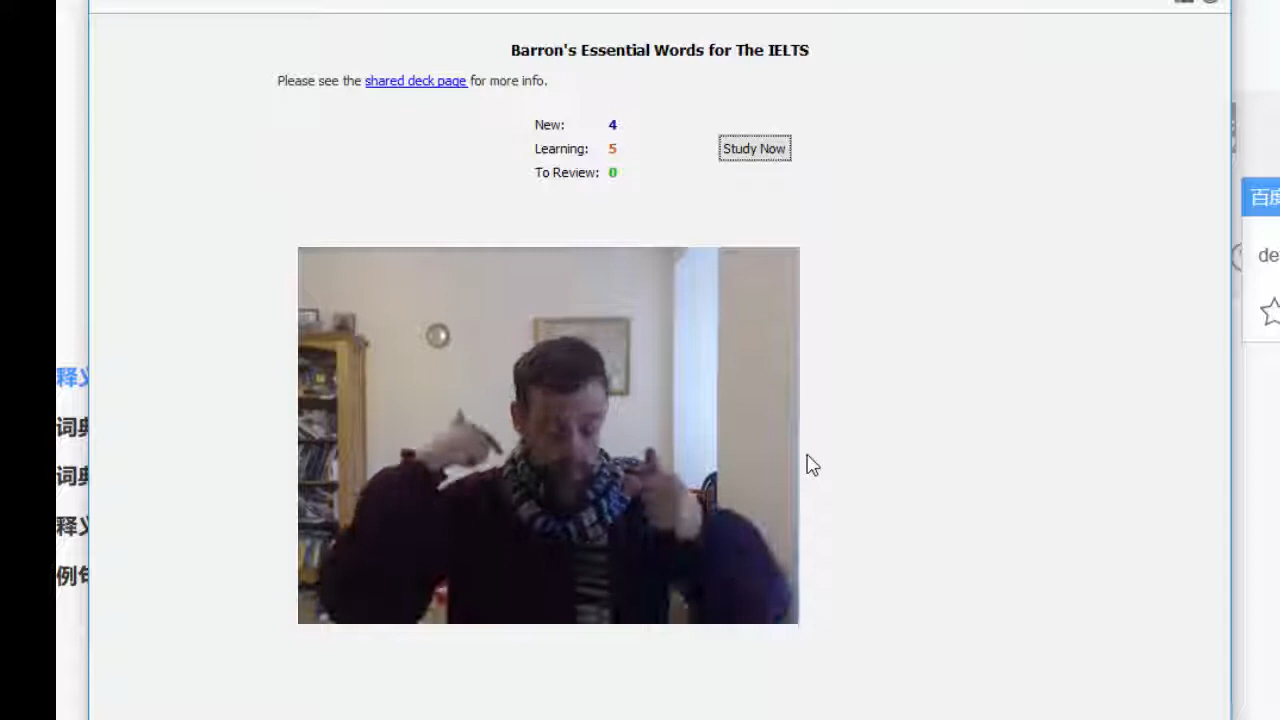 Barron's Essential Words for The IELTS
Please see the shared deck page for more info.
New: 4
Learning: 5
Study Now
To Review: 0
百度
de
释义
词典
词典
释义
例句